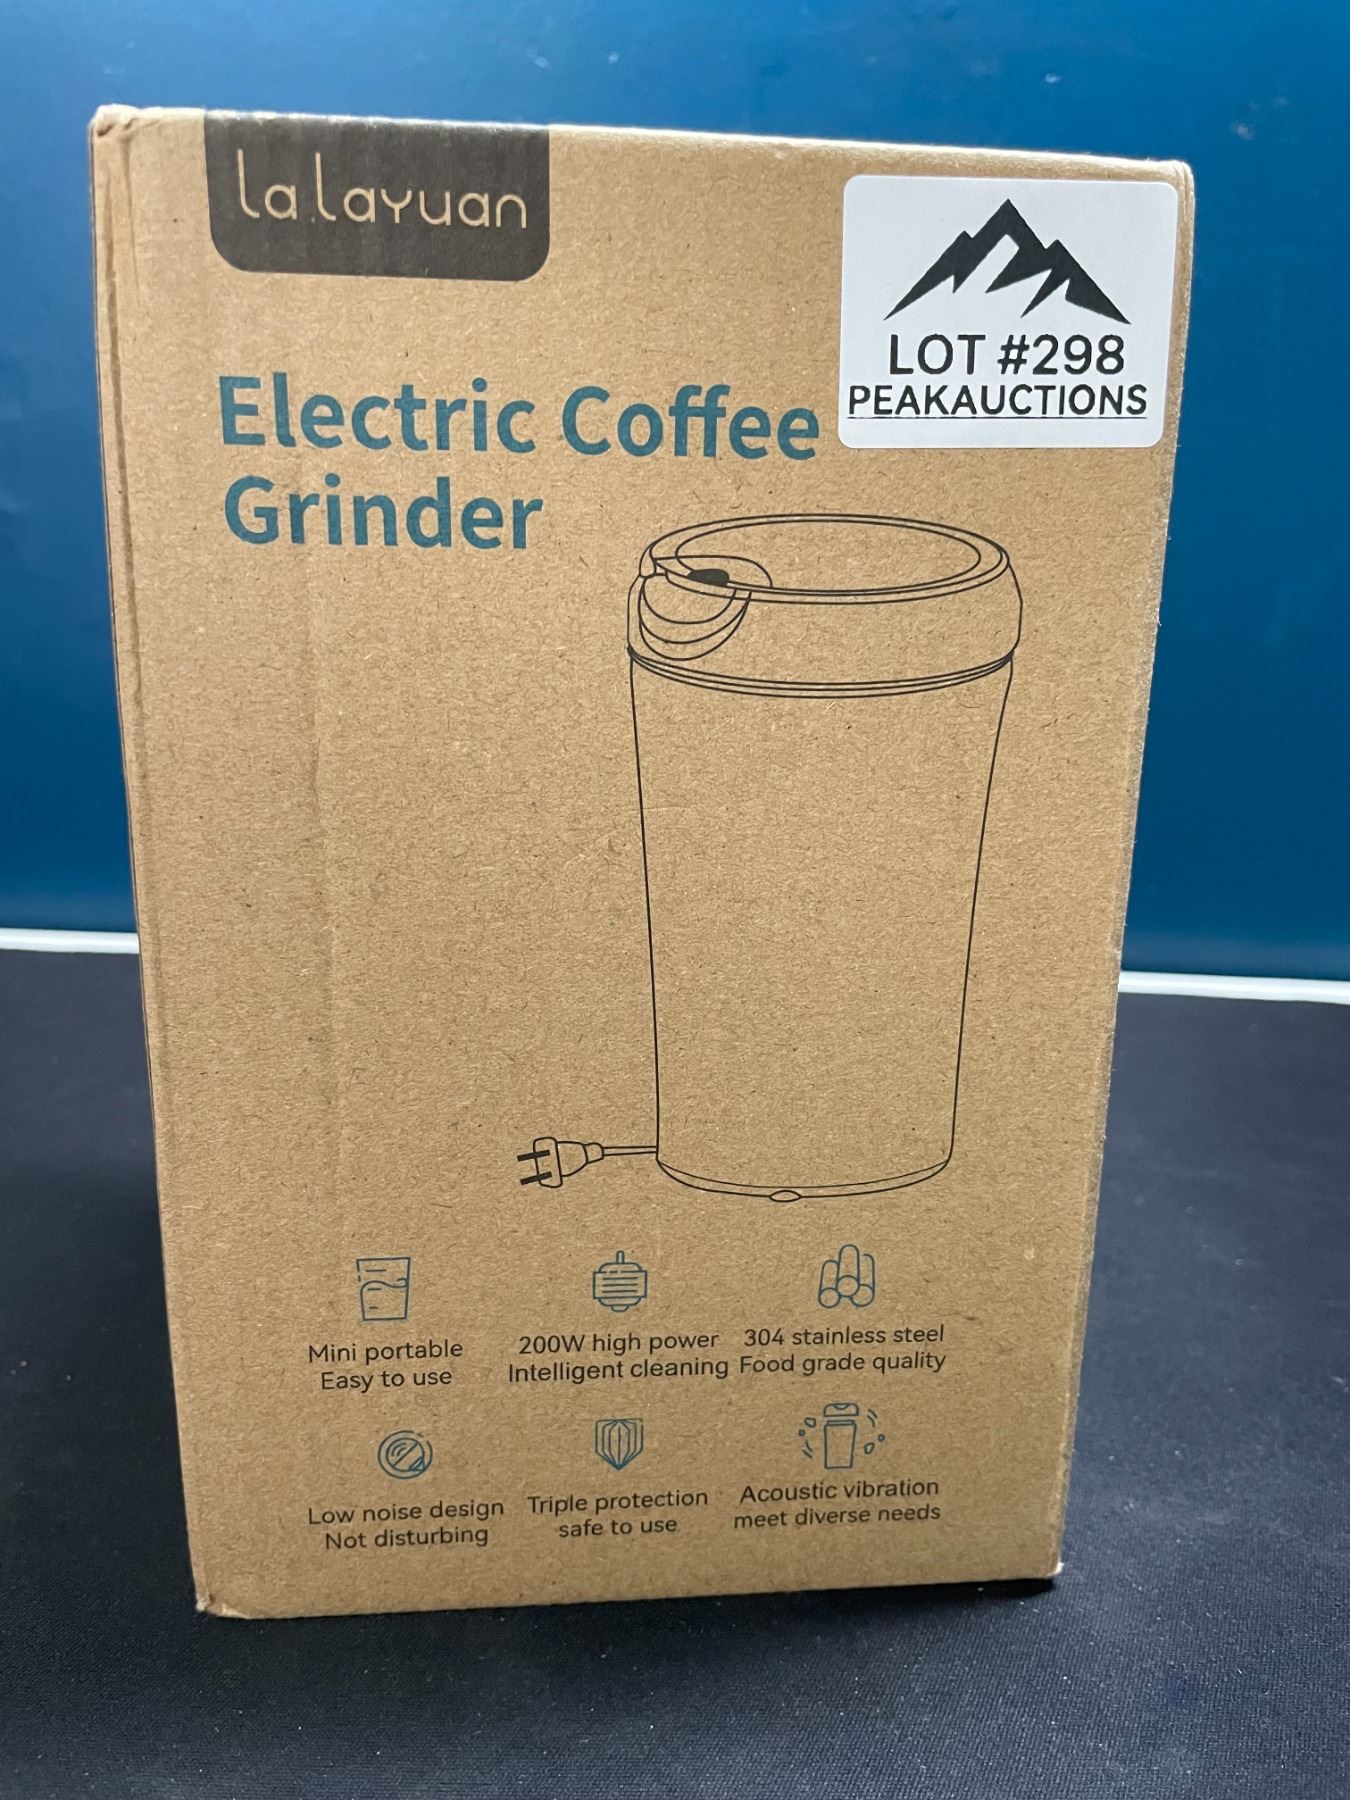 la.layuan
LOT #298
PEAKAUCTIONS
Electric Coffee
Grinder
Mini portable
Easy to use
200W high power
Intelligent cleaning
304 stainless steel
Food grade quality
Low noise design
Not disturbing
Triple protection
safe to use
Acoustic vibration
meet diverse needs